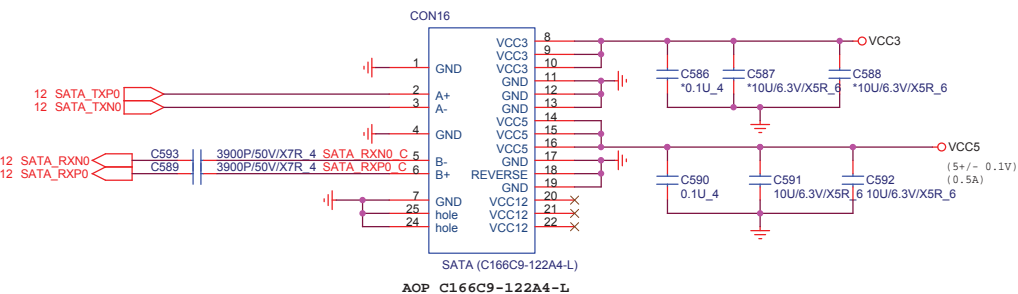 CON16
1 GND
12 SATA_TXP0 2 A+
12 SATA_TXN0 3 A-
4 GND
12 SATA_RXN0 C593 3900P/50V/X7R_4 SATA_RXN0_C 5 B-
12 SATA_RXP0 C589 3900P/50V/X7R_4 SATA_RXP0_C 6 B+
7 GND
25 hole
24 hole
VCC3 8
VCC3 9
VCC3 10
GND 11
GND 12
GND 13
VCC5 14
VCC5 15
VCC5 16
GND 17
REVERSE 18
GND 19
VCC12 20
VCC12 21
VCC12 22
VCC3
C586
*0.1U_4
C587
*10U/6.3V/X5R_6
C588
*10U/6.3V/X5R_6
VCC5
(5+/- 0.1V)
(0.5A)
C590
0.1U_4
C591
10U/6.3V/X5R_6
C592
10U/6.3V/X5R_6
SATA (C166C9-122A4-L)
AOP C166C9-122A4-L